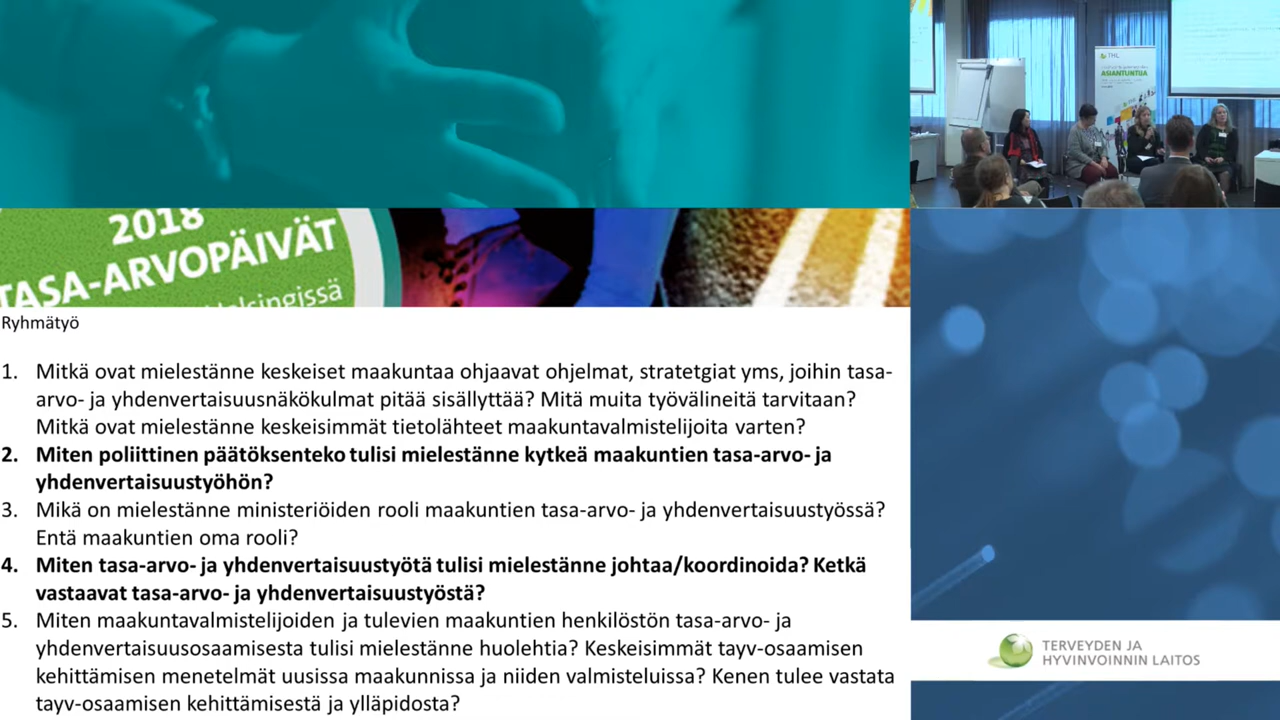 THL
ASIANTUNTIJA
2018
TASA-ARVOPÄIVÄT
Helsingissä
Ryhmätyö
1. Mitkä ovat mielestänne keskeiset maakuntaa ohjaavat ohjelmat, stratetgiat yms, joihin tasa-
arvo- ja yhdenvertaisuusnäkökulmat pitää sisällyttää? Mitä muita työvälineitä tarvitaan?
Mitkä ovat mielestänne keskeisimmät tietolähteet maakuntavalmistelijoita varten?
2. Miten poliittinen päätöksenteko tulisi mielestänne kytkeä maakuntien tasa-arvo- ja
yhdenvertaisuustyöhön?
3. Mikä on mielestänne ministeriöiden rooli maakuntien tasa-arvo- ja yhdenvertaisuustyössä?
Entä maakuntien oma rooli?
4. Miten tasa-arvo- ja yhdenvertaisuustyötä tulisi mielestänne johtaa/koordinoida? Ketkä
vastaavat tasa-arvo- ja yhdenvertaisuustyöstä?
5. Miten maakuntavalmistelijoiden ja tulevien maakuntien henkilöstön tasa-arvo- ja
yhdenvertaisuusosaamisesta tulisi mielestänne huolehtia? Keskeisimmät tayv-osaamisen
kehittämisen menetelmät uusissa maakunnissa ja niiden valmisteluissa? Kenen tulee vastata
tayv-osaamisen kehittämisestä ja ylläpidosta?
TERVEYDEN JA
HYVINVOINNIN LAITOS